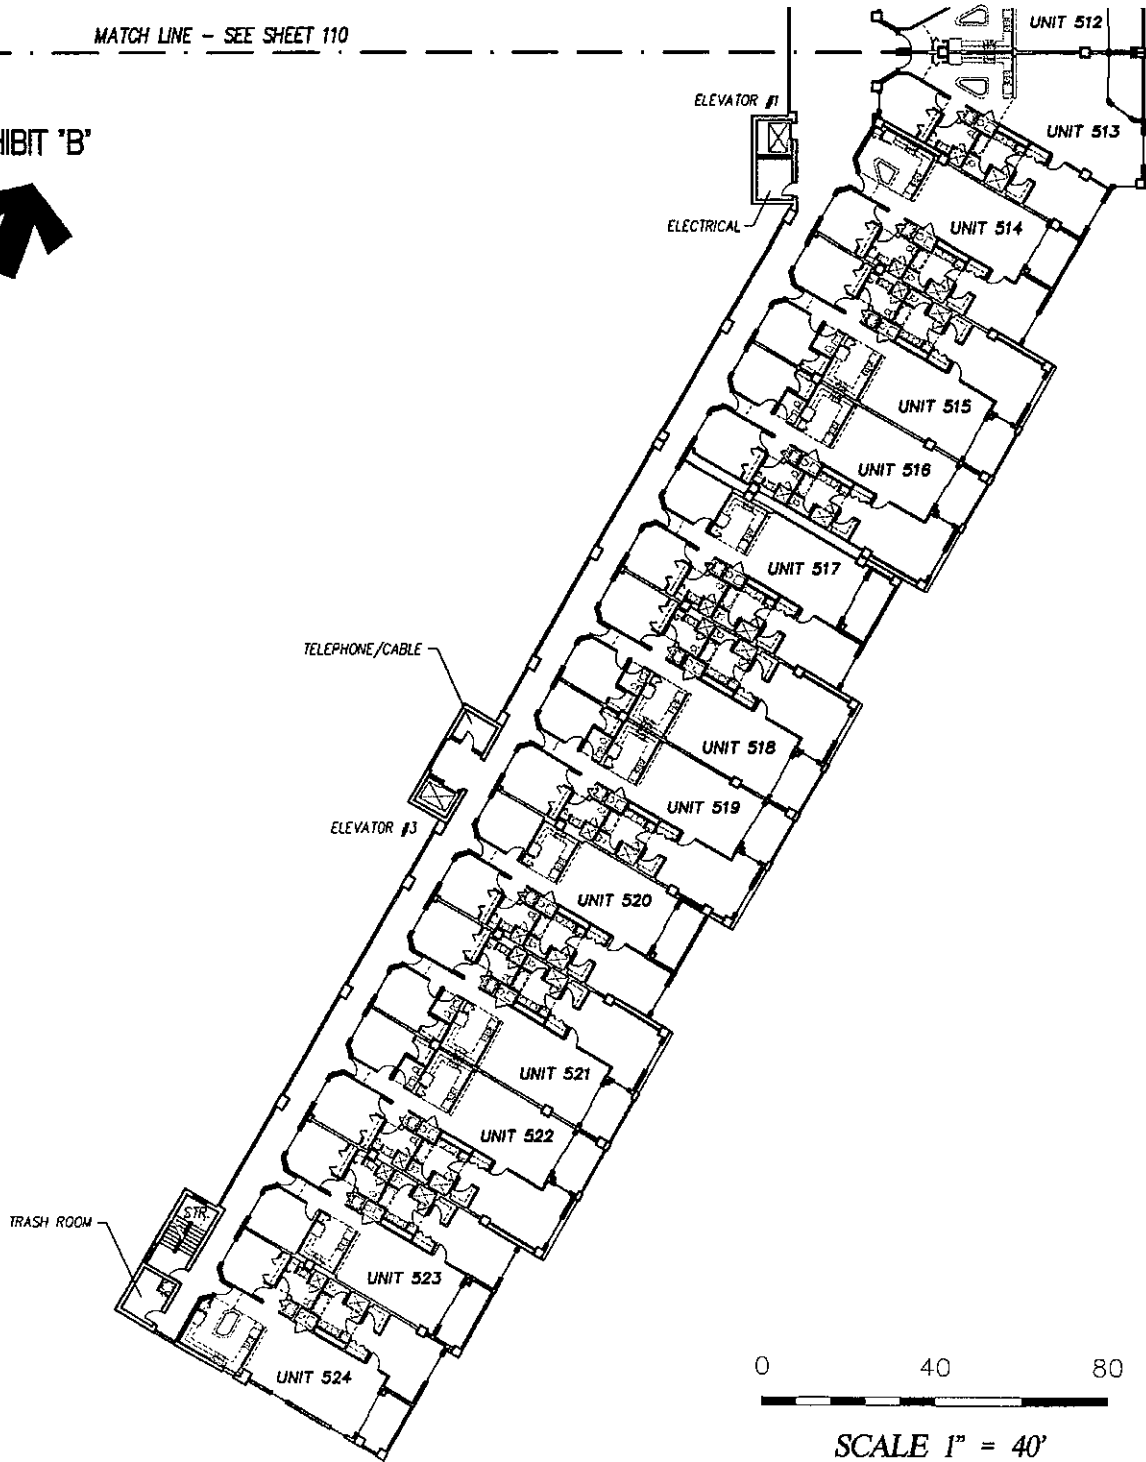 MATCH LINE - SEE SHEET 110
UNIT 512
ELEVATOR #1
HIBIT 'B'
UNIT 513
ELECTRICAL
UNIT 514
UNIT 515
UNIT 516
UNIT 517
TELEPHONE/CABLE
UNIT 518
UNIT 519
ELEVATOR #3
UNIT 520
UNIT 521
UNIT 522
STR.
TRASH ROOM
UNIT 523
UNIT 524
0 40 80
SCALE 1" = 40'